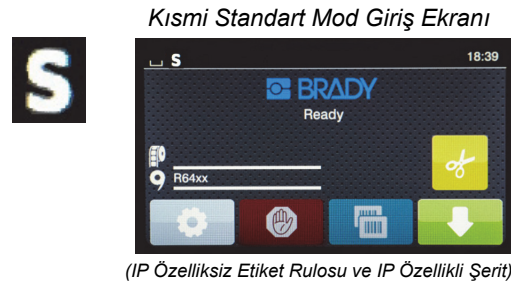 Kısmi Standart Mod Giriş Ekranı
S
S 18:39
BRADY
Ready
R64xx
(IP Özelliksiz Etiket Rulosu ve IP Özellikli Şerit)